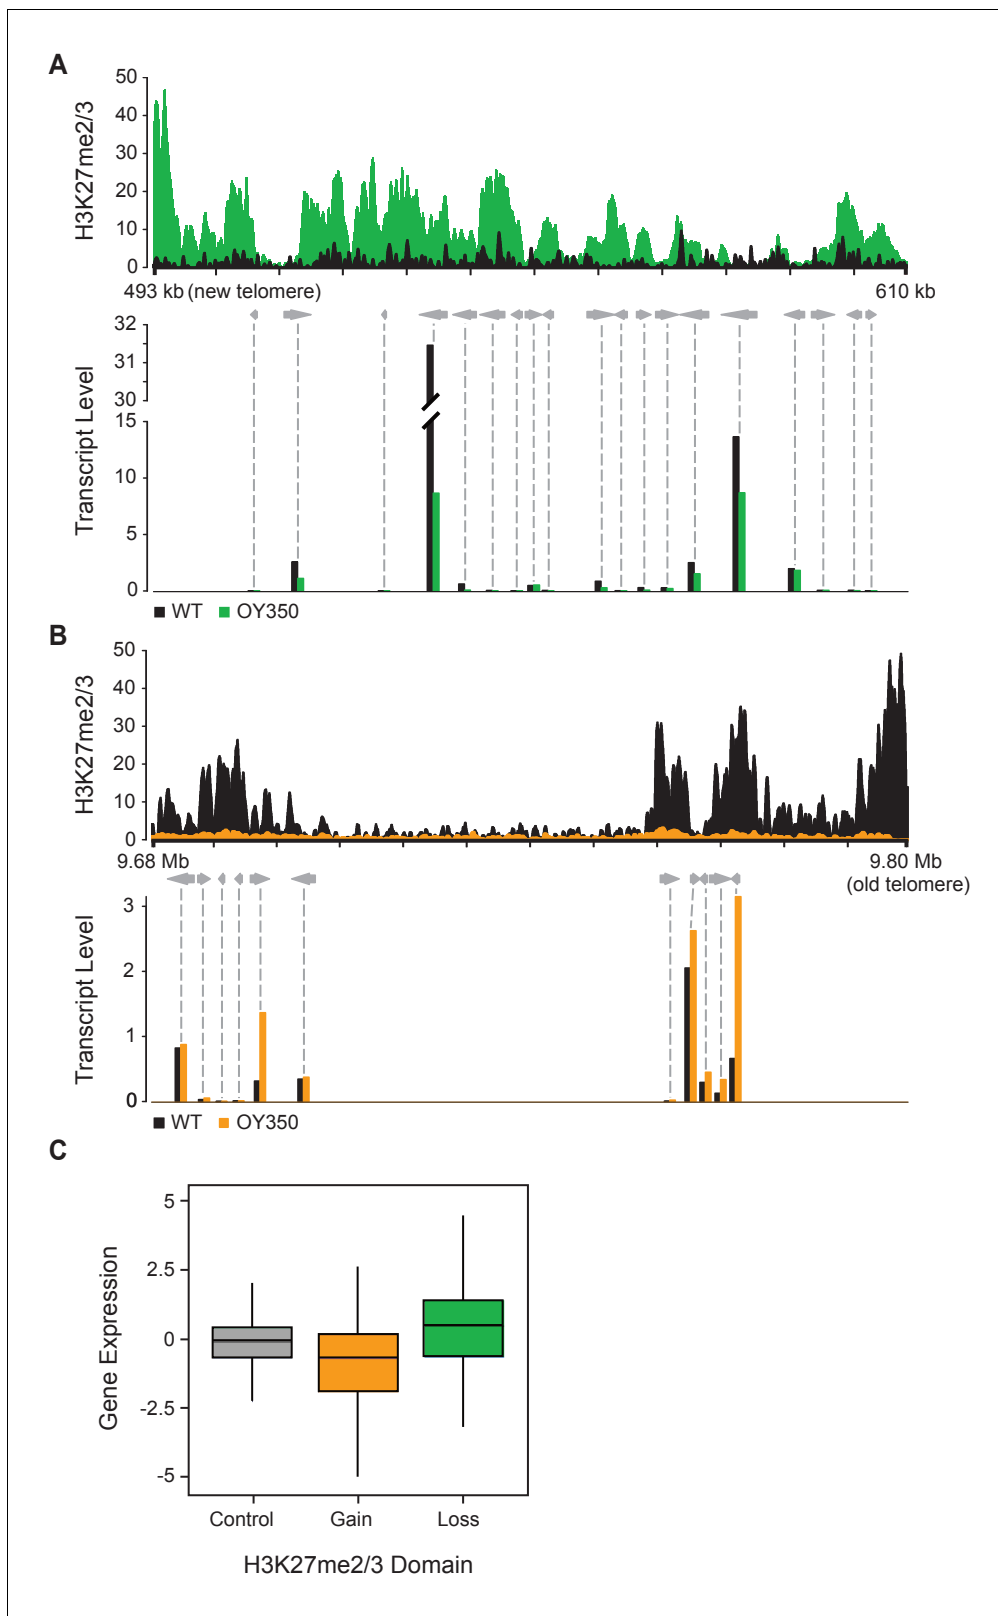 A
H3K27me2/3
50
40
30
20
10
0
493 kb (new telomere)
610 kb
Transcript Level
32
31
30
15
10
5
0
WT
OY350
B
H3K27me2/3
50
40
30
20
10
0
9.68 Mb
9.80 Mb
(old telomere)
Transcript Level
3
2
1
0
WT
OY350
C
Gene Expression
5
2.5
0
-2.5
-5
Control
Gain
Loss
H3K27me2/3 Domain